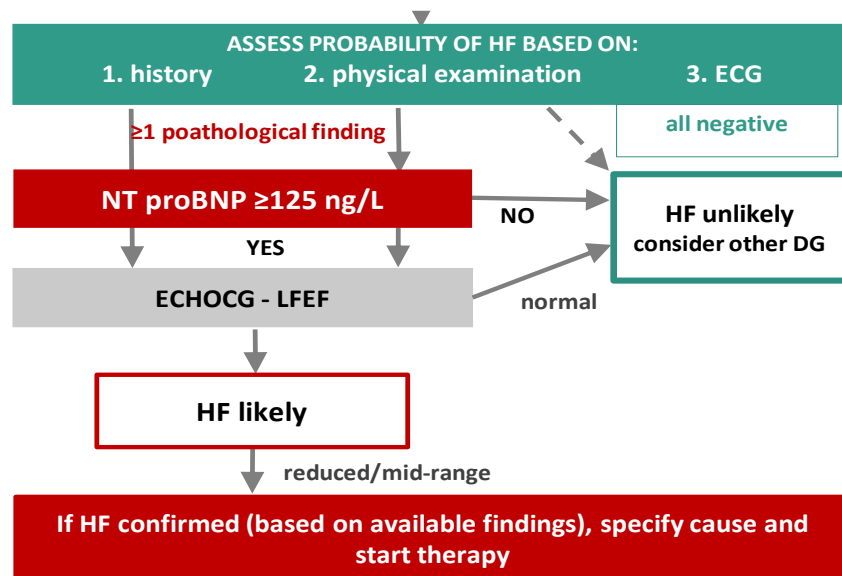 ASSESS PROBABILITY OF HF BASED ON:
1. history 2. physical examination 3. ECG
≥1 poathological finding
all negative
NT proBNP ≥125 ng/L
NO
HF unlikely
consider other DG
YES
ECHOCG - LFEF
normal
HF likely
reduced/mid-range
If HF confirmed (based on available findings), specify cause and
start therapy